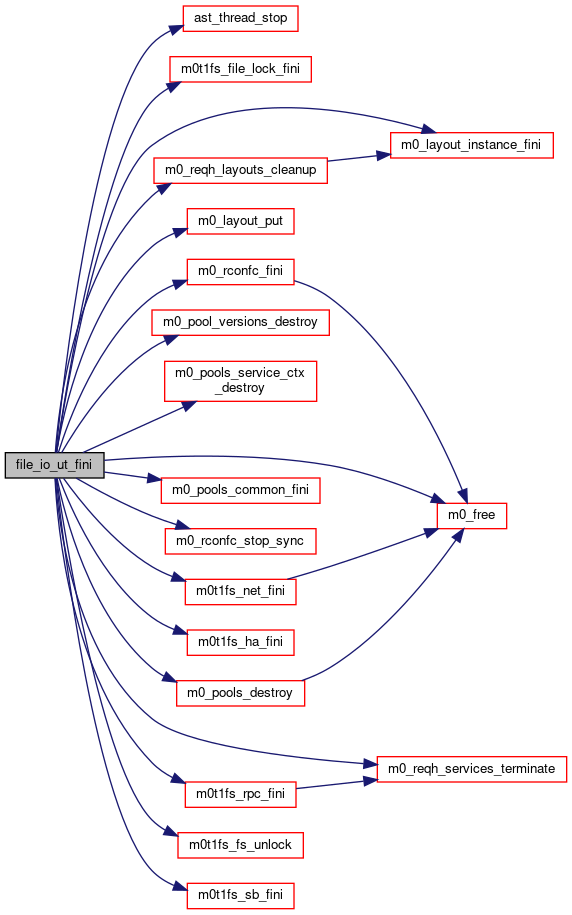 ast_thread_stop
m0t1fs_file_lock_fini
m0_layout_instance_fini
m0_reqh_layouts_cleanup
m0_layout_put
m0_rconfc_fini
m0_pool_versions_destroy
m0_pools_service_ctx
_destroy
file_io_ut_fini
m0_pools_common_fini
m0_free
m0_rconfc_stop_sync
m0t1fs_net_fini
m0t1fs_ha_fini
m0_pools_destroy
m0_reqh_services_terminate
m0t1fs_rpc_fini
m0t1fs_fs_unlock
m0t1fs_sb_fini